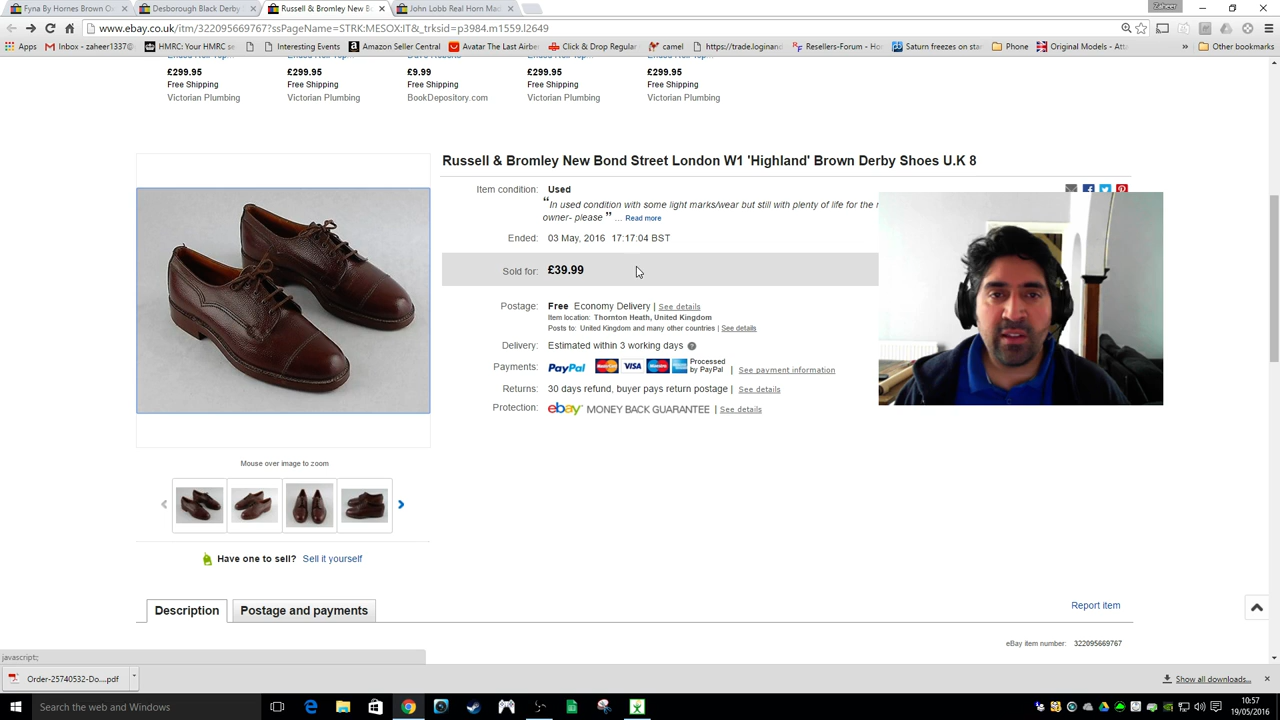 Zaheer
Fyna By Hornes Brown O
Desborough Black Derby
Russell & Bromley New B
John Lobb Real Horn Mad
www.ebay.co.uk/itm/322095669767?ssPageName=STRK:MESOX:IT&_trksid=p3984.m1559.l2649
Apps
Inbox - zaheer1337@
HMRC: Your HMRC se
Interesting Events
Amazon Seller Central
Avatar The Last Airber
Click & Drop Regular
camel
https://trade.loginand
Resellers-Forum - Ho
Saturn freezes on star
Phone
Original Models - Atta
»
Other bookmarks
£299.95 £299.95 £9.99 £299.95 £299.95
Free Shipping Free Shipping Free Shipping Free Shipping Free Shipping
Victorian Plumbing Victorian Plumbing BookDepository.com Victorian Plumbing Victorian Plumbing
Russell & Bromley New Bond Street London W1 'Highland' Brown Derby Shoes U.K 8
Item condition: Used
“In used condition with some light marks/wear but still with plenty of life for the
owner- please ” ... Read more
Ended: 03 May, 2016 17:17:04 BST
Sold for: £39.99
Postage: Free Economy Delivery | See details
Item location: Thornton Heath, United Kingdom
Posts to: United Kingdom and many other countries | See details
Delivery: Estimated within 3 working days
Payments: PayPal MasterCard VISA Maestro Processed by PayPal | See payment information
Returns: 30 days refund, buyer pays return postage | See details
Protection: ebay MONEY BACK GUARANTEE | See details
Mouse over image to zoom
Have one to sell? Sell it yourself
Description
Postage and payments
Report item
eBay item number: 322095669767
javascript:;
Order-25740532-Do....pdf
Show all downloads...
Search the web and Windows
10:57
19/05/2016